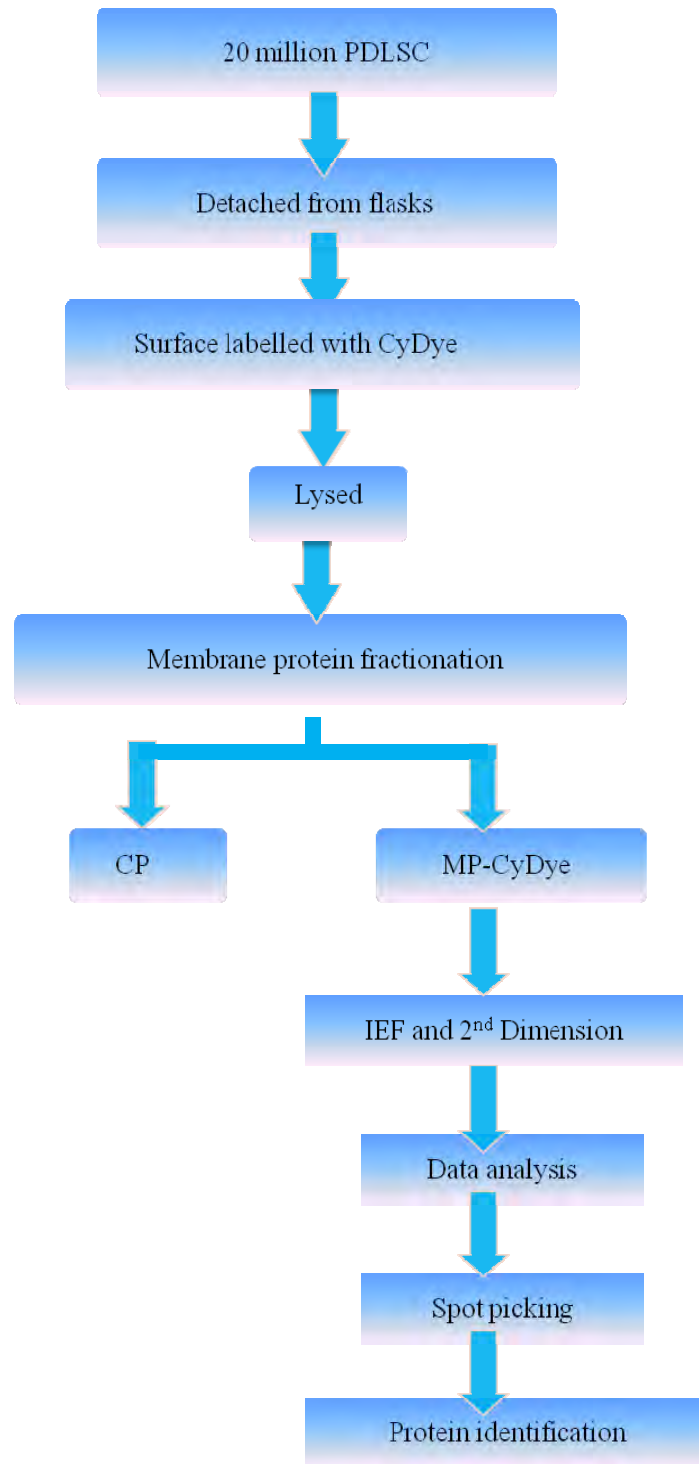 20 million PDLSC
Detached from flasks
Surface labelled with CyDye
Lysed
Membrane protein fractionation
CP
MP-CyDye
IEF and 2nd Dimension
Data analysis
Spot picking
Protein identification